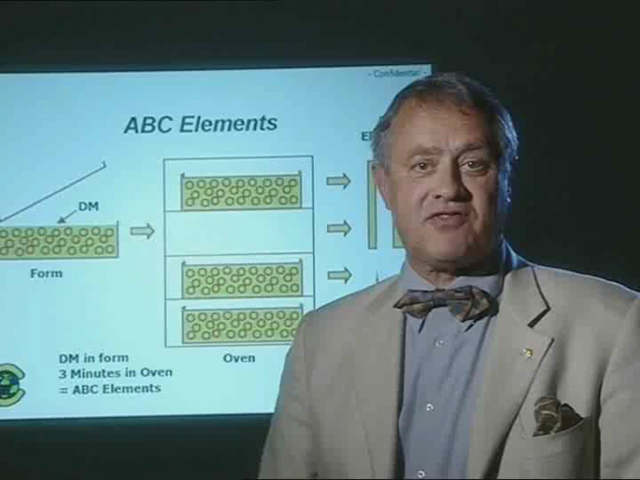 - Confidential -
ABC Elements
DM
Form
Oven
DM in form
3 Minutes in Oven
= ABC Elements